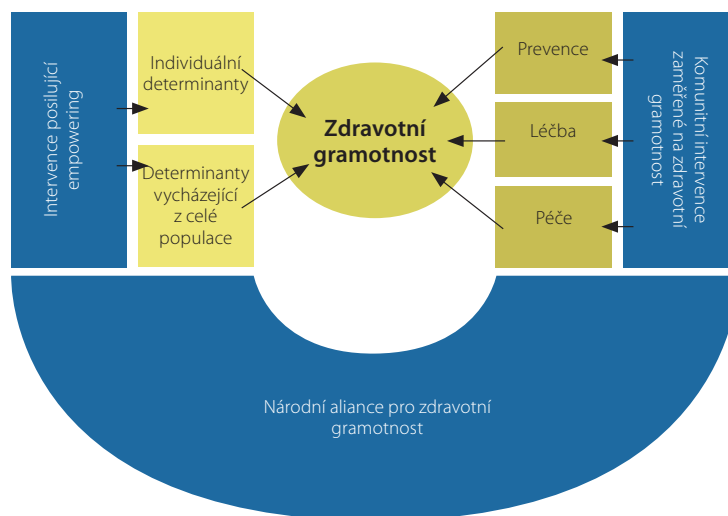 Intervence posilující
empowering
Individuální
determinanty
Determinanty
vycházející
z celé
populace
Zdravotní
gramotnost
Prevence
Léčba
Péče
Komunitní intervence
zaměřené na zdravotní
gramotnost
Národní aliance pro zdravotní
gramotnost